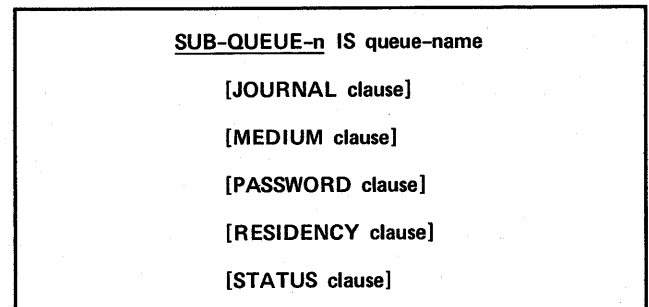 SUB-QUEUE-n IS queue-name
[JOURNAL clause]
[MEDIUM clause]
[PASSWORD clause]
[RESIDENCY clause]
[STATUS clause]